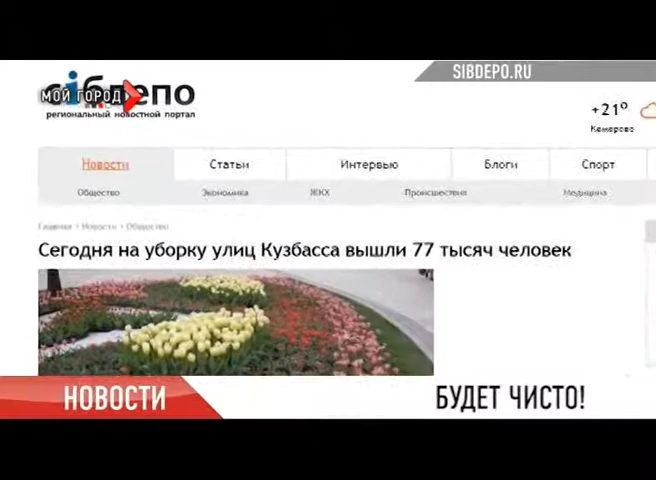 SIBDEPO.RU
сiбдепо
МОЙ ГОРОД
региональный новостной портал
+21°
Кемерово
Новости Статьи Интервью Блоги Спорт
Общество Экономика ЖКХ Происшествия Медицина
Главная > Новости > Общество
Сегодня на уборку улиц Кузбасса вышли 77 тысяч человек
НОВОСТИ
БУДЕТ ЧИСТО!